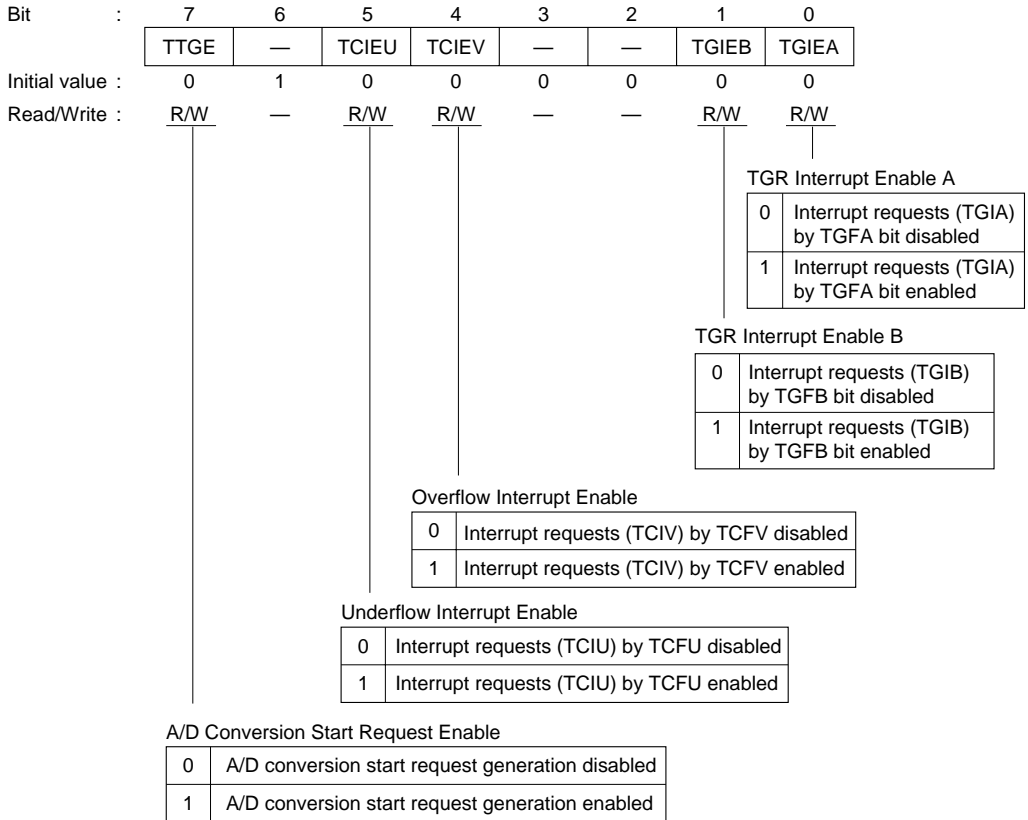 Bit : 7 6 5 4 3 2 1 0
TTGE — TCIEU TCIEV — — TGIEB TGIEA
Initial value : 0 1 0 0 0 0 0 0
Read/Write : R/W — R/W R/W — — R/W R/W
TGR Interrupt Enable A
0 Interrupt requests (TGIA)
by TGFA bit disabled
1 Interrupt requests (TGIA)
by TGFA bit enabled
TGR Interrupt Enable B
0 Interrupt requests (TGIB)
by TGFB bit disabled
1 Interrupt requests (TGIB)
by TGFB bit enabled
Overflow Interrupt Enable
0 Interrupt requests (TCIV) by TCFV disabled
1 Interrupt requests (TCIV) by TCFV enabled
Underflow Interrupt Enable
0 Interrupt requests (TCIU) by TCFU disabled
1 Interrupt requests (TCIU) by TCFU enabled
A/D Conversion Start Request Enable
0 A/D conversion start request generation disabled
1 A/D conversion start request generation enabled